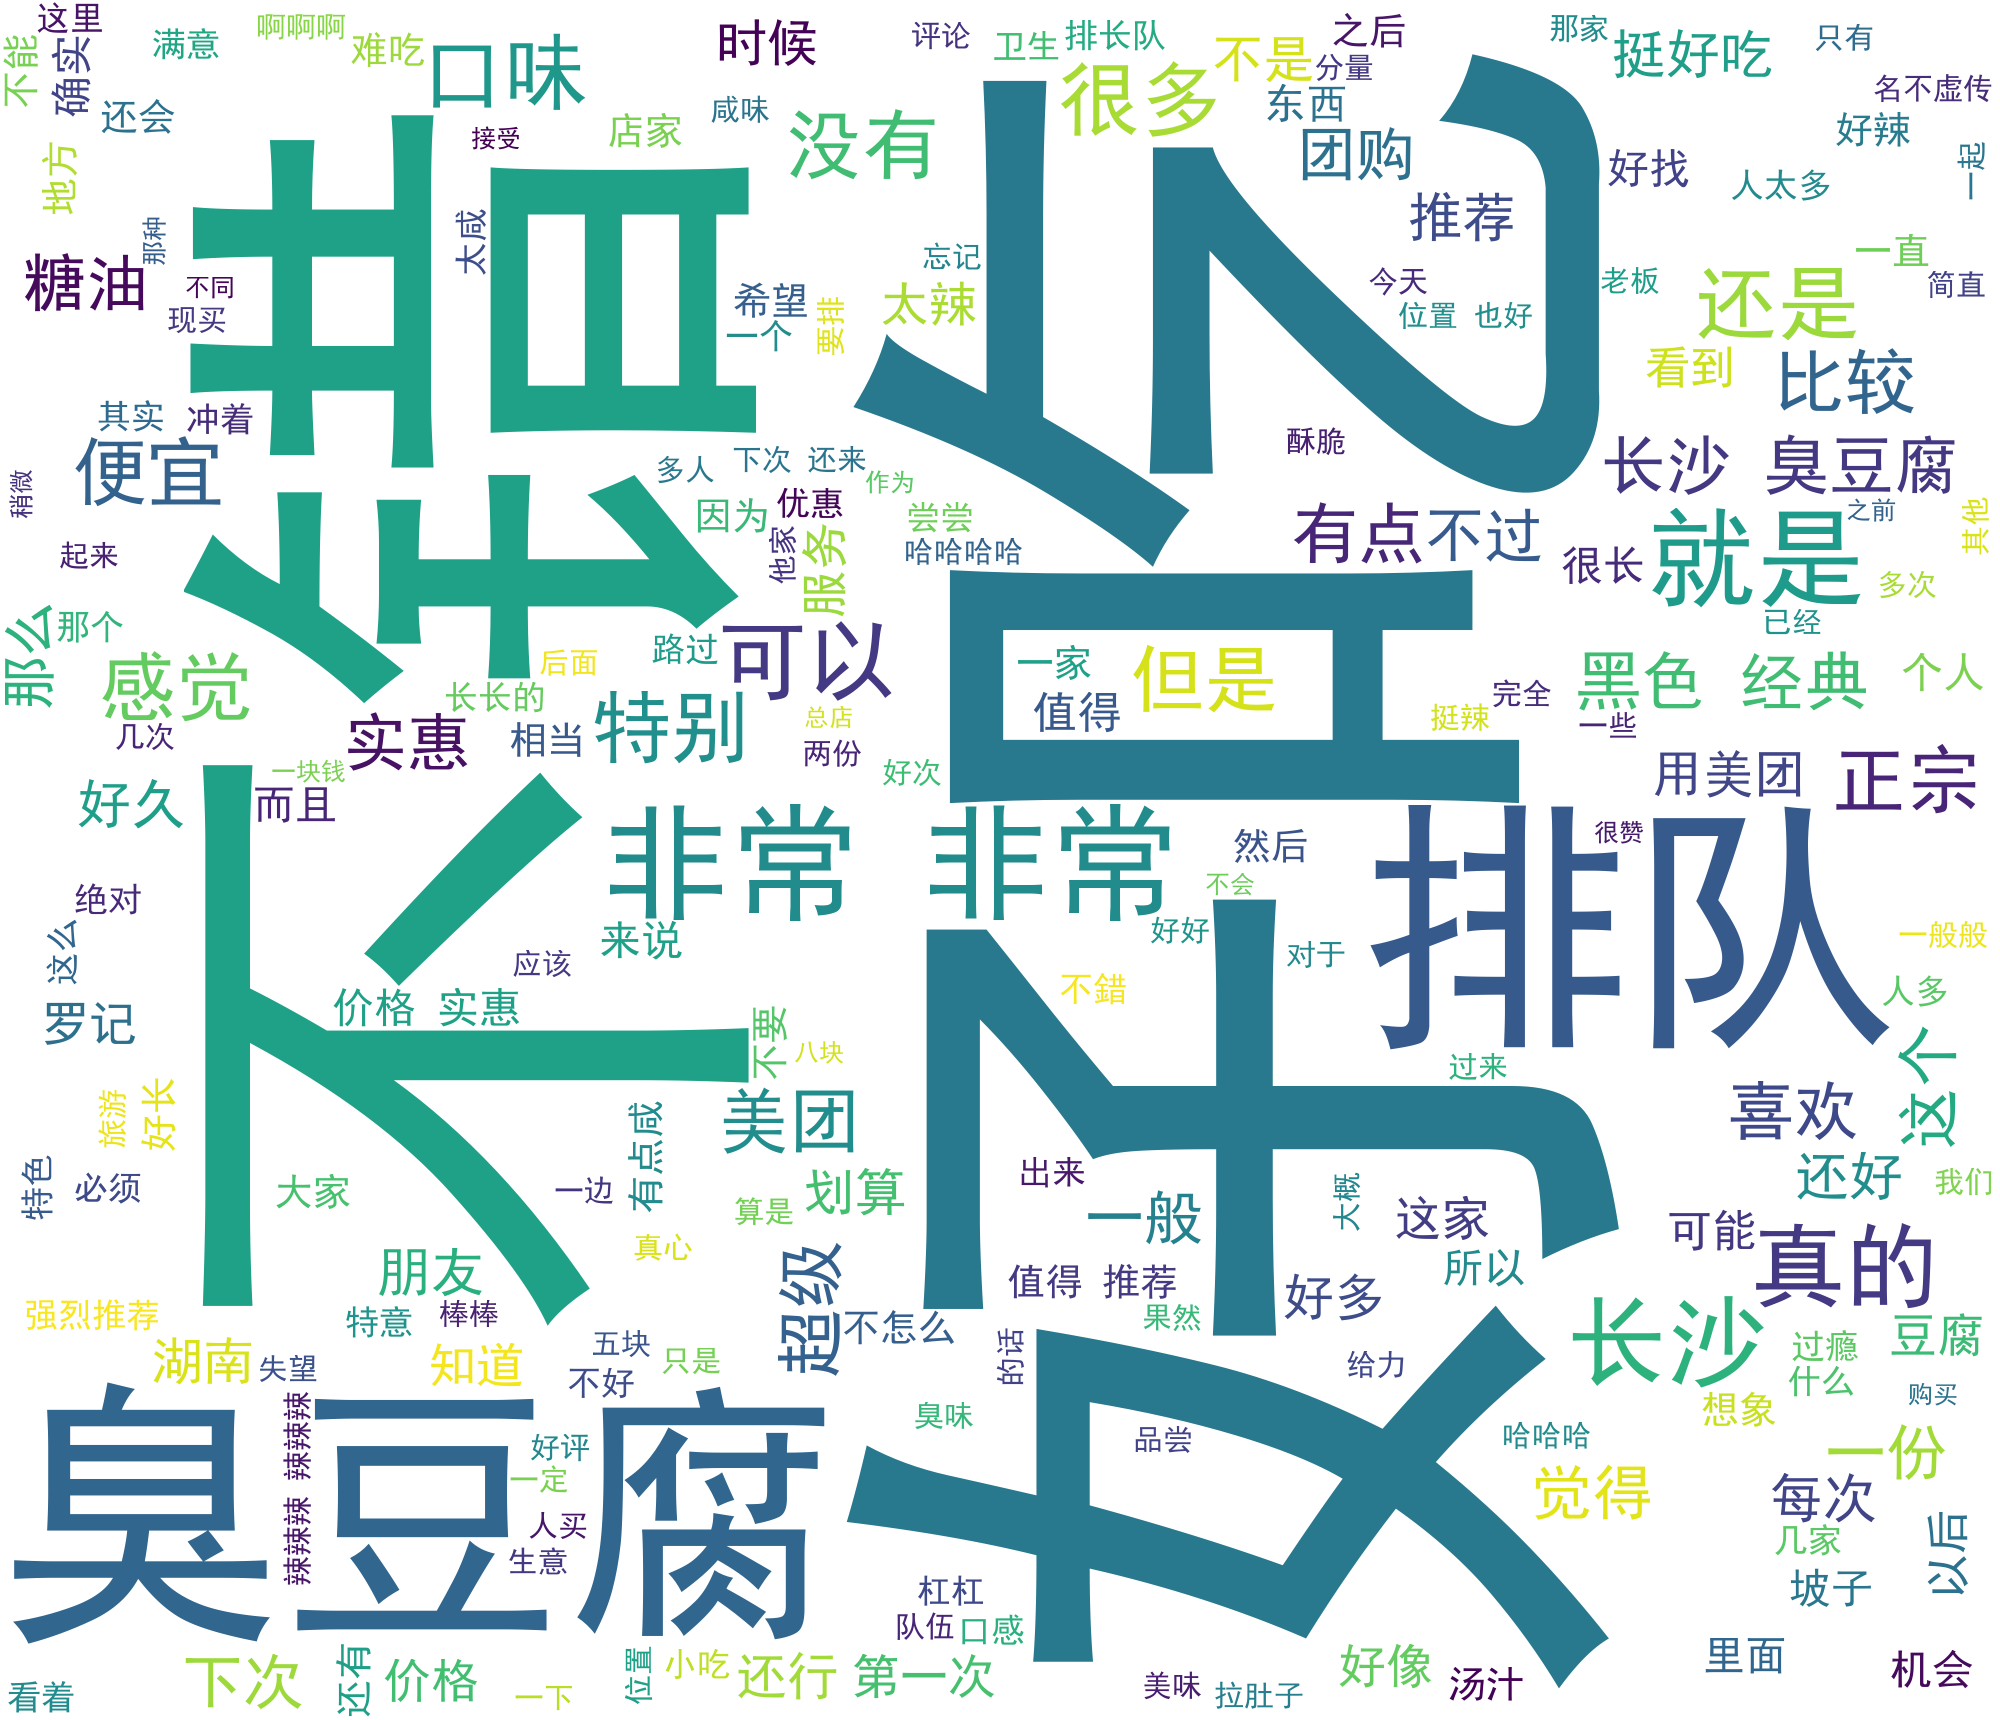 这里
啊啊啊
满意
难吃
口味
时候
评论
卫生
排长队
不是
之后
那家
只有
不能
确实
还会
接受
店家
咸味
没有
很多
分量
东西
团购
挺好吃
名不虚传
好辣
一起
地方
那种
太咸
不错
好吃
推荐
好找
人太多
糖油
不同
现买
希望
一个
要排
忘记
太辣
今天
位置 也好
老板
还是
一直
简直
看到
比较
其实
冲着
便宜
多人
下次 还来
作为
酥脆
长沙 臭豆腐
稍微
起来
因为
优惠
他家
服务
尝尝
哈哈哈哈
有点
不过
很长
就是
之前
其他
多次
已经
那么
那个
感觉
路过
后面
可以
一家
值得
但是
挺辣
完全
一些
黑色 经典
个人
长长的
几次
实惠
相当
特别
总店
两份
好次
一块钱
好久
而且
用美团
正宗
非常 非常
然后
很赞
排队
绝对
来说
应该
不会
好好
对于
一般般
这么
罗记
价格 实惠
不要
八块
不錯
过来
人多
这个
旅游
好长
美团
喜欢
特色
必须
大家
一边
有点咸
算是
划算
出来
一般
大概
这家
还好
我们
真心
朋友
超级
值得 推荐
好多
所以
可能
真的
强烈推荐
特意
棒棒
五块
不怎么
果然
长沙
过瘾
豆腐
湖南
失望
知道
不好
只是
的话
给力
什么
购买
想象
臭豆腐
辣辣辣 辣辣辣
好评
一定
人买
生意
臭味
品尝
哈哈哈
觉得
一份
每次
几家
以后
坡子
杠杠
队伍
口感
看着
下次
还有
价格
一下
位置
小吃
还行
第一次
美味
拉肚子
好像
汤汁
里面
机会